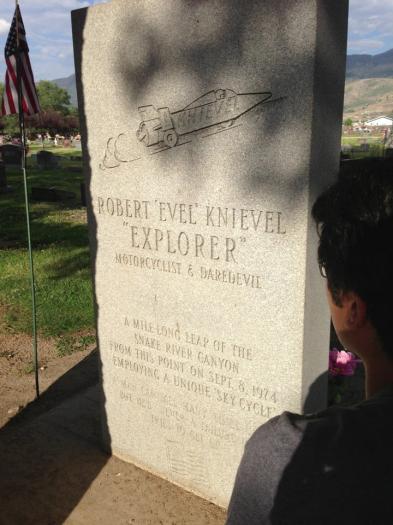 KNIEVEL
ROBERT 'EVEL' KNIEVEL
"EXPLORER"
MOTORCYCLIST & DAREDEVIL
A MILE-LONG LEAP OF THE
SNAKE RIVER CANYON
FROM THIS POINT ON SEPT. 8, 1974
EMPLOYING A UNIQUE "SKY CYCLE"